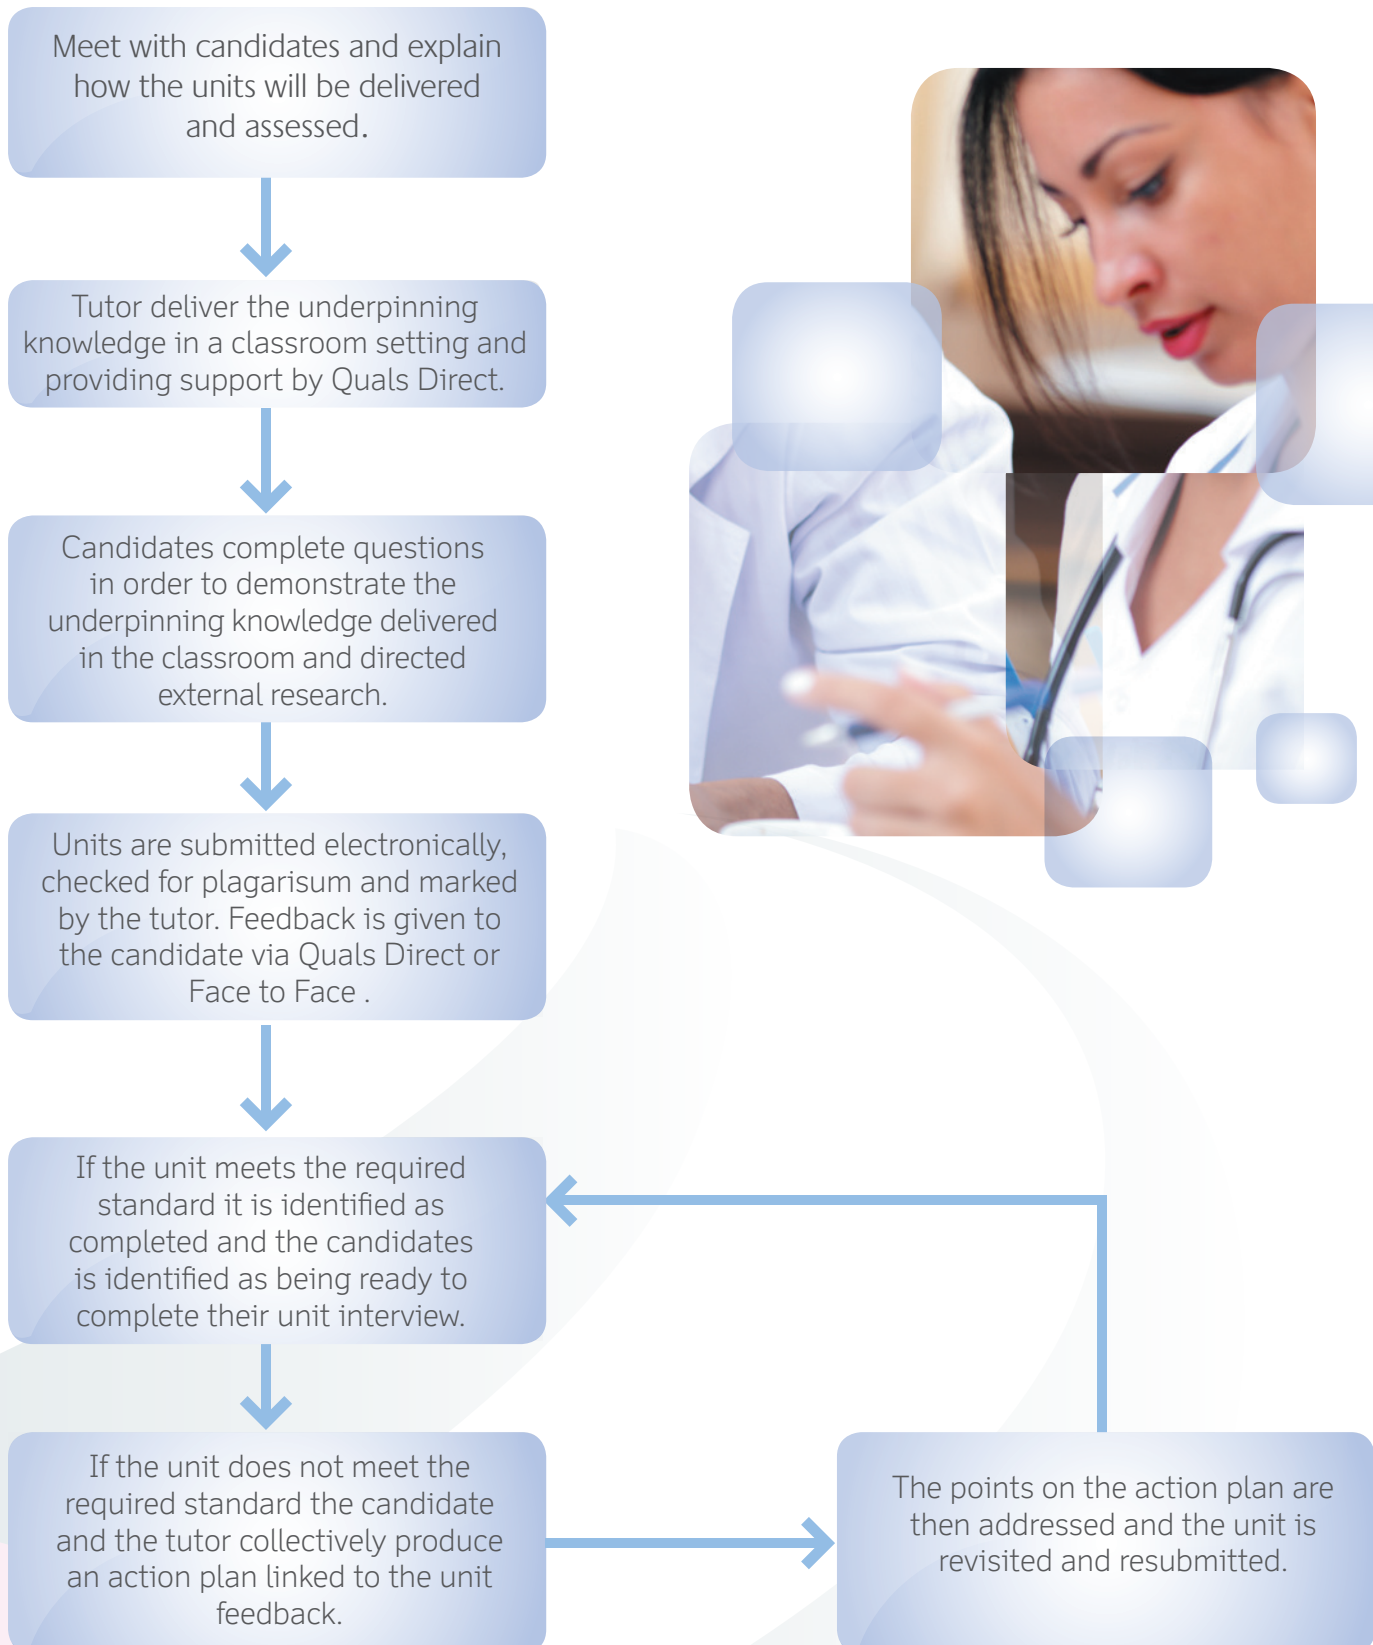 Meet with candidates and explain
how the units will be delivered
and assessed.
Tutor deliver the underpinning
knowledge in a classroom setting and
providing support by Quals Direct.
Candidates complete questions
in order to demonstrate the
underpinning knowledge delivered
in the classroom and directed
external research.
Units are submitted electronically,
checked for plagarisum and marked
by the tutor. Feedback is given to
the candidate via Quals Direct or
Face to Face .
If the unit meets the required
standard it is identified as
completed and the candidates
is identified as being ready to
complete their unit interview.
If the unit does not meet the
required standard the candidate
and the tutor collectively produce
an action plan linked to the unit
feedback.
The points on the action plan are
then addressed and the unit is
revisited and resubmitted.